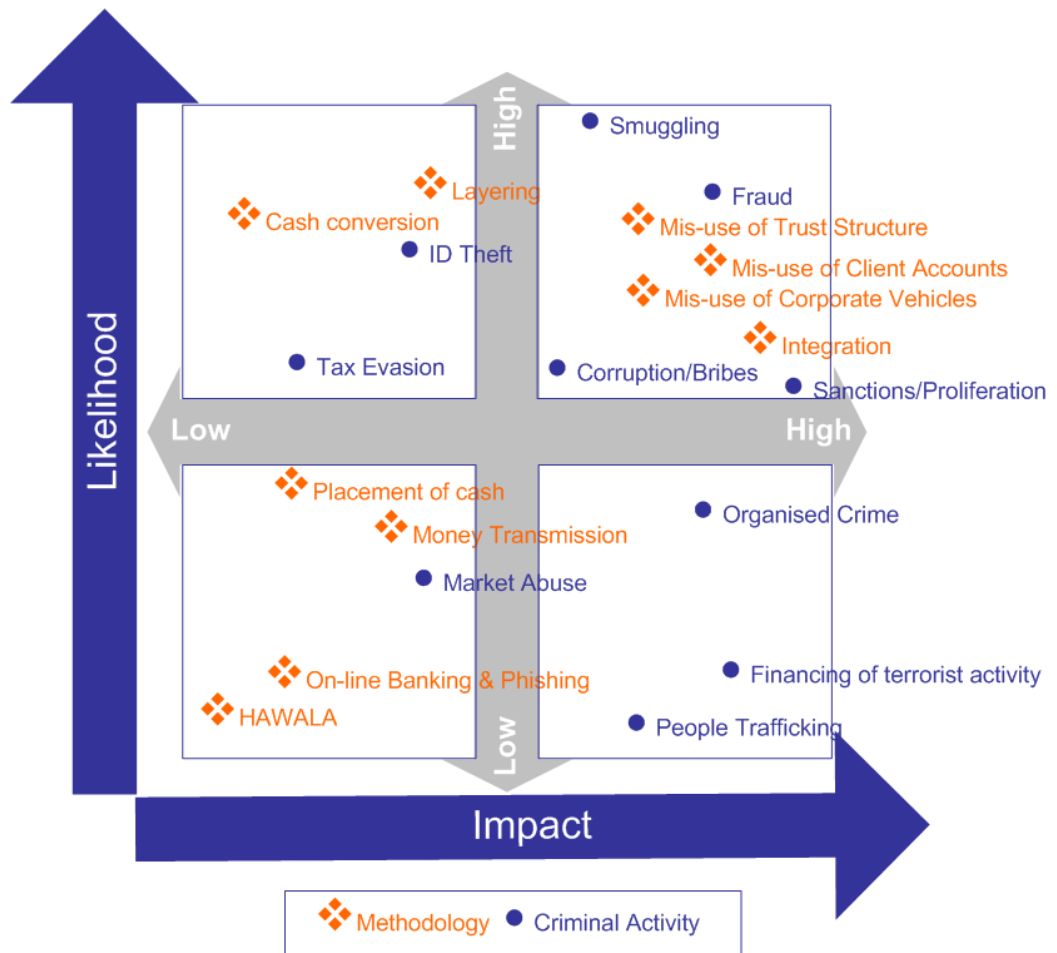 High
Smuggling
Layering
Fraud
Cash conversion
Mis-use of Trust Structure
ID Theft
Mis-use of Client Accounts
Mis-use of Corporate Vehicles
Integration
Tax Evasion
Corruption/Bribes
Sanctions/Proliferation
Likelihood
Low
High
Placement of cash
Organised Crime
Money Transmission
Market Abuse
On-line Banking & Phishing
Financing of terrorist activity
HAWALA
People Trafficking
Low
Impact
Methodology
Criminal Activity